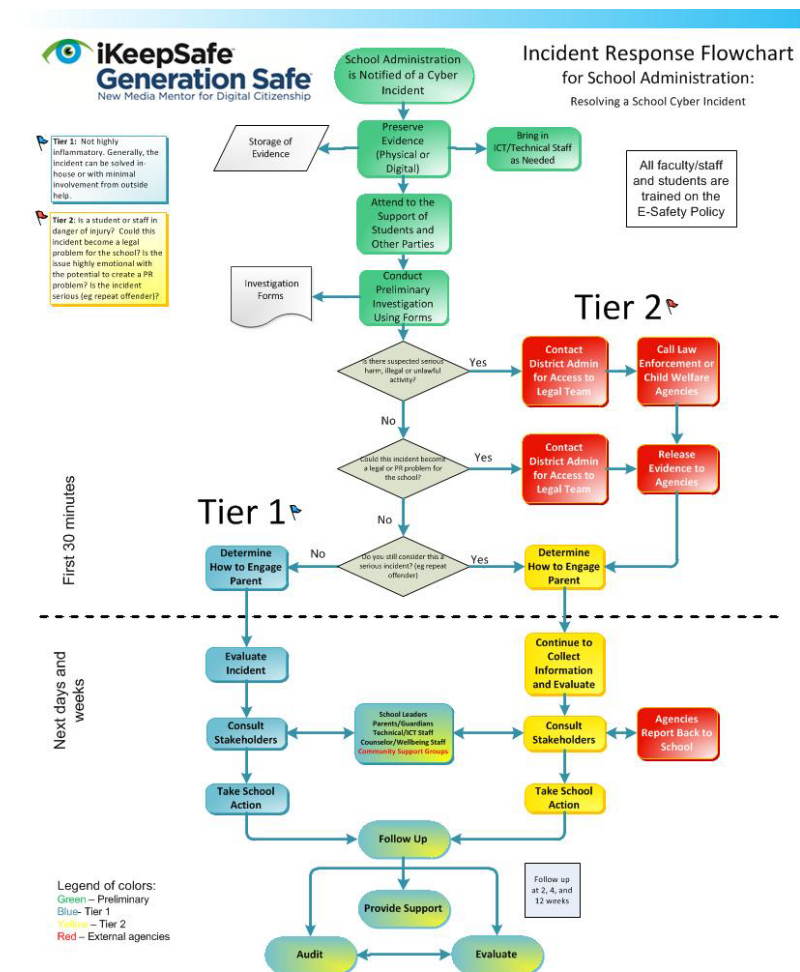 iKeepSafe
Generation Safe
New Media Mentor for Digital Citizenship
School Administration
is Notified of a Cyber
Incident
Incident Response Flowchart
for School Administration:
Resolving a School Cyber Incident
Tier 1: Not highly
inflammatory. Generally, the
incident can be solved in-
house or with minimal
involvement from outside
help.
Storage of
Evidence
Preserve
Evidence
(Physical or
Digital)
Bring in
ICT/Technical Staff
as Needed
All faculty/staff
and students are
trained on the
E-Safety Policy
Tier 2: Is a student or staff in
danger of injury? Could this
incident become a legal
problem for the school? Is the
issue highly emotional with
the potential to create a PR
problem? Is the incident
serious (eg repeat offender)?
Attend to the
Support of
Students and
Other Parties
Investigation
Forms
Conduct
Preliminary
Investigation
Using Forms
Tier 2
Is there suspected serious
harm, illegal or unlawful
activity?
Yes
Contact
District Admin
for Access to
Legal Team
Call Law
Enforcement or
Child Welfare
Agencies
No
Could this incident become
a legal or PR problem for
the school?
Yes
Contact
District Admin
for Access to
Legal Team
Release
Evidence to
Agencies
No
Tier 1
First 30 minutes
Determine
How to Engage
Parent
No
Do you still consider this a
serious incident? (eg repeat
offender)
Yes
Determine
How to Engage
Parent
Next days and
weeks
Evaluate
Incident
Continue to
Collect
Information
and Evaluate
Consult
Stakeholders
School Leaders
Parents/Guardians
Technical/ICT Staff
Counselor/Wellbeing Staff
Community Support Groups
Consult
Stakeholders
Agencies
Report Back to
School
Take School
Action
Take School
Action
Follow Up
Follow up
at 2, 4, and
12 weeks
Provide Support
Legend of colors:
Green – Preliminary
Blue- Tier 1
Yellow – Tier 2
Red – External agencies
Audit
Evaluate